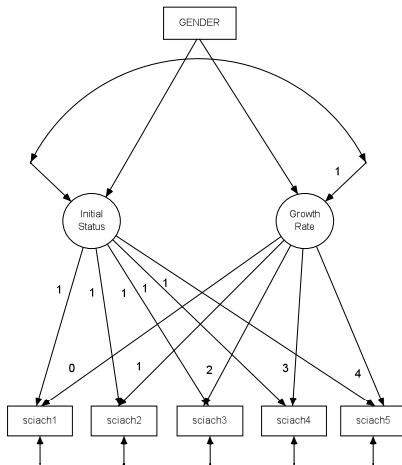 GENDER
1
Initial
Status
Growth
Rate
1
1
1
1
1
0
1
2
3
4
sciach1
sciach2
sciach3
sciach4
sciach5